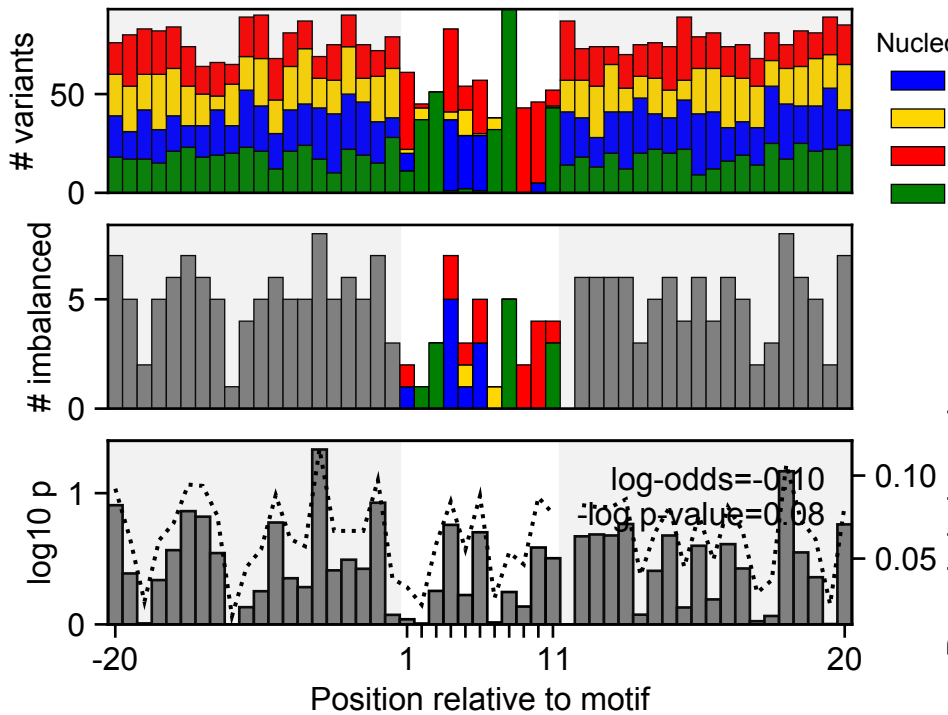 # variants
50
0
Nucleo
# imbalanced
5
0
log10 p
1
0
log-odds=-0.10
-log p-value=0.08
0.10
0.05
-20
1
11
20
Position relative to motif